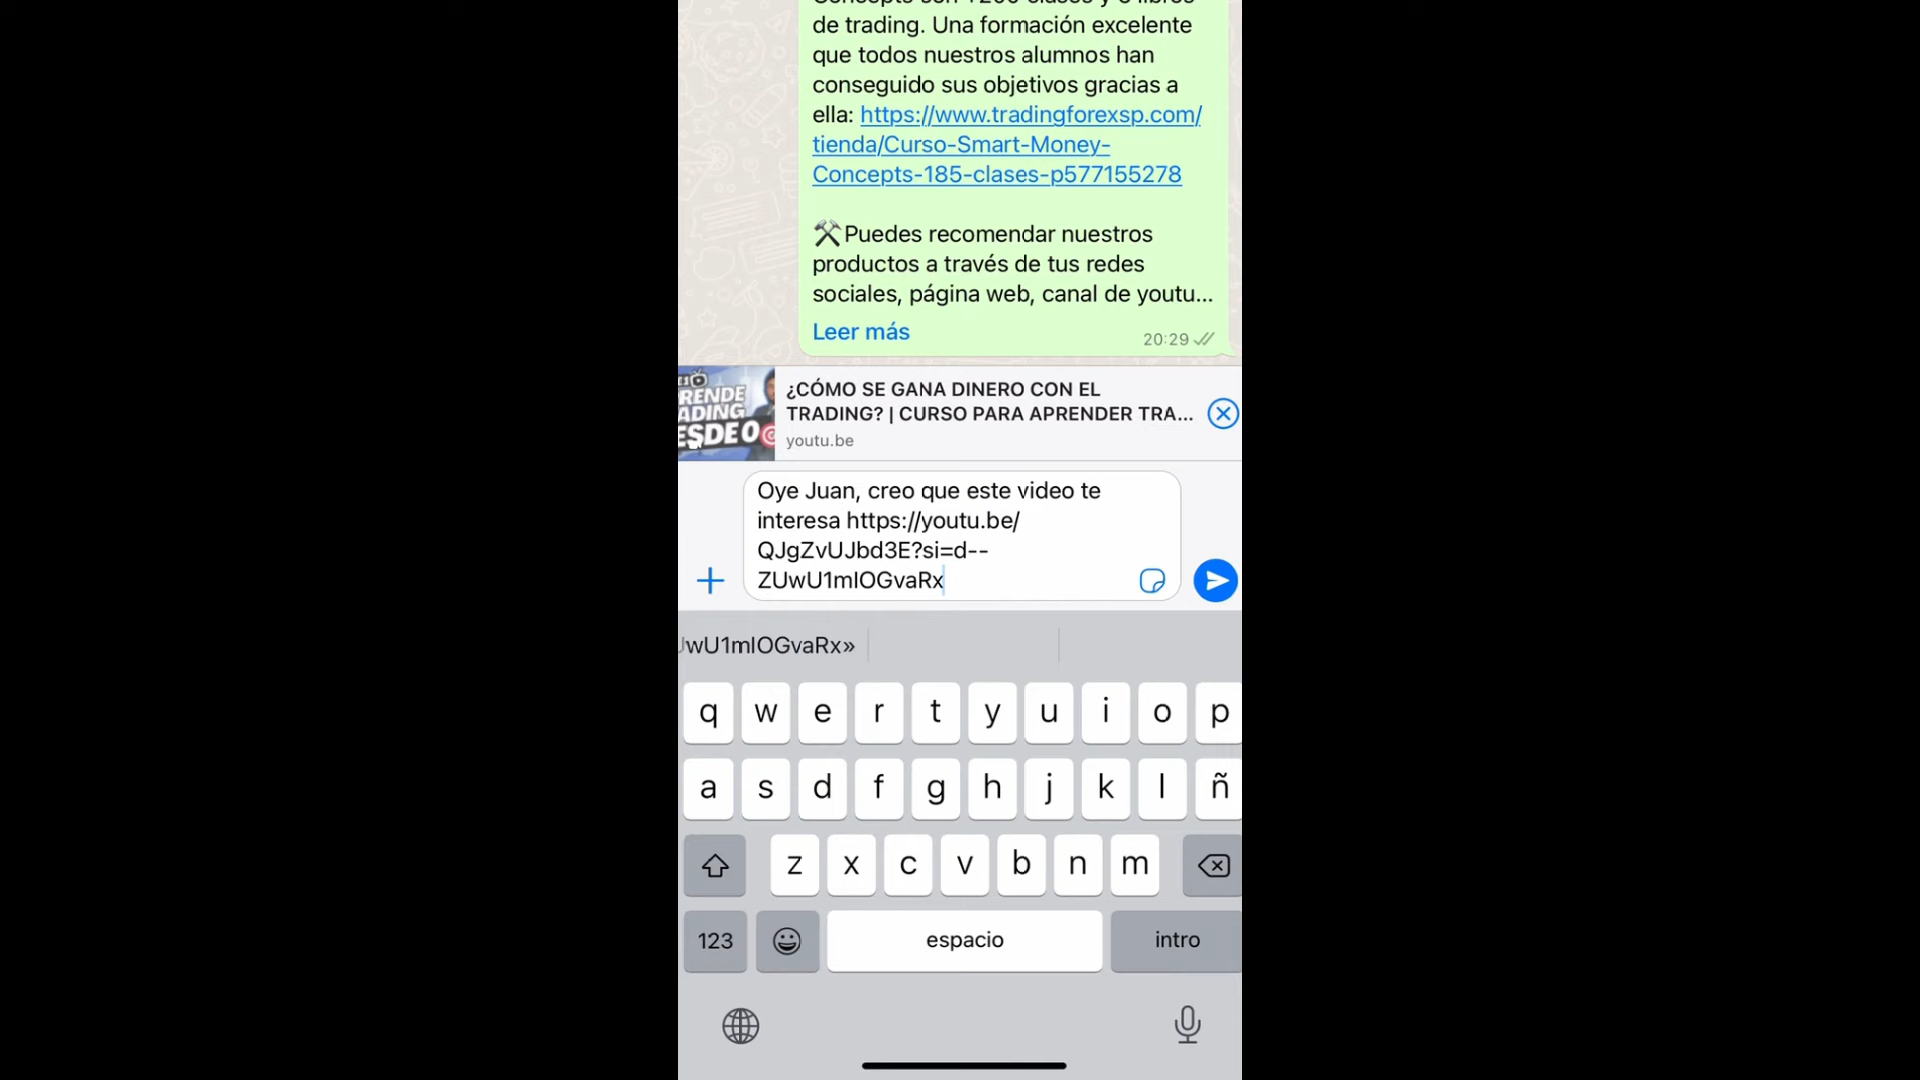 de trading. Una formación excelente
que todos nuestros alumnos han
conseguido sus objetivos gracias a
ella: https://www.tradingforexsp.com/
tienda/Curso-Smart-Money-
Concepts-185-clases-p577155278
⚒Puedes recomendar nuestros
productos a través de tus redes
sociales, página web, canal de youtu...
Leer más
20:29
¿CÓMO SE GANA DINERO CON EL
TRADING? | CURSO PARA APRENDER TRA...
youtu.be
Oye Juan, creo que este video te
interesa https://youtu.be/
QJgZvUJbd3E?si=d--
ZUwU1mIOGvaRx
wU1mIOGvaRx»
q w e r t y u i o p
a s d f g h j k l ñ
z x c v b n m
123 espacio intro